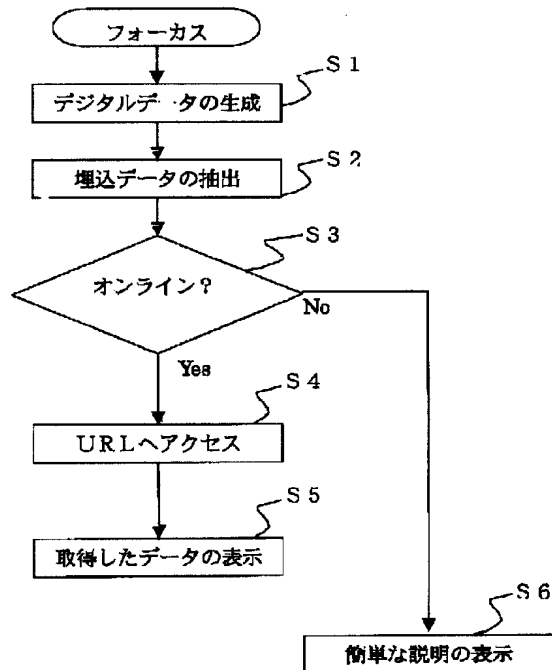 フォーカス
S1
デジタルデータの生成
S2
埋込データの抽出
S3
オンライン?
No
Yes
S4
URLへアクセス
S5
取得したデータの表示
S6
簡単な説明の表示